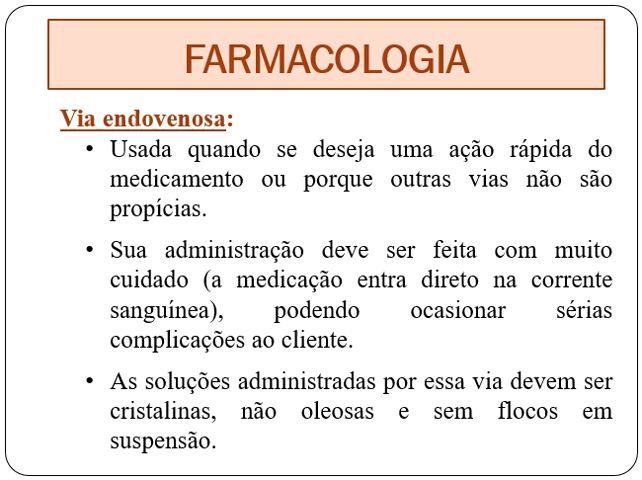 FARMACOLOGIA
Via endovenosa:
• Usada quando se deseja uma ação rápida do
medicamento ou porque outras vias não são
propícias.
• Sua administração deve ser feita com muito
cuidado (a medicação entra direto na corrente
sanguínea), podendo ocasionar sérias
complicações ao cliente.
• As soluções administradas por essa via devem ser
cristalinas, não oleosas e sem flocos em
suspensão.